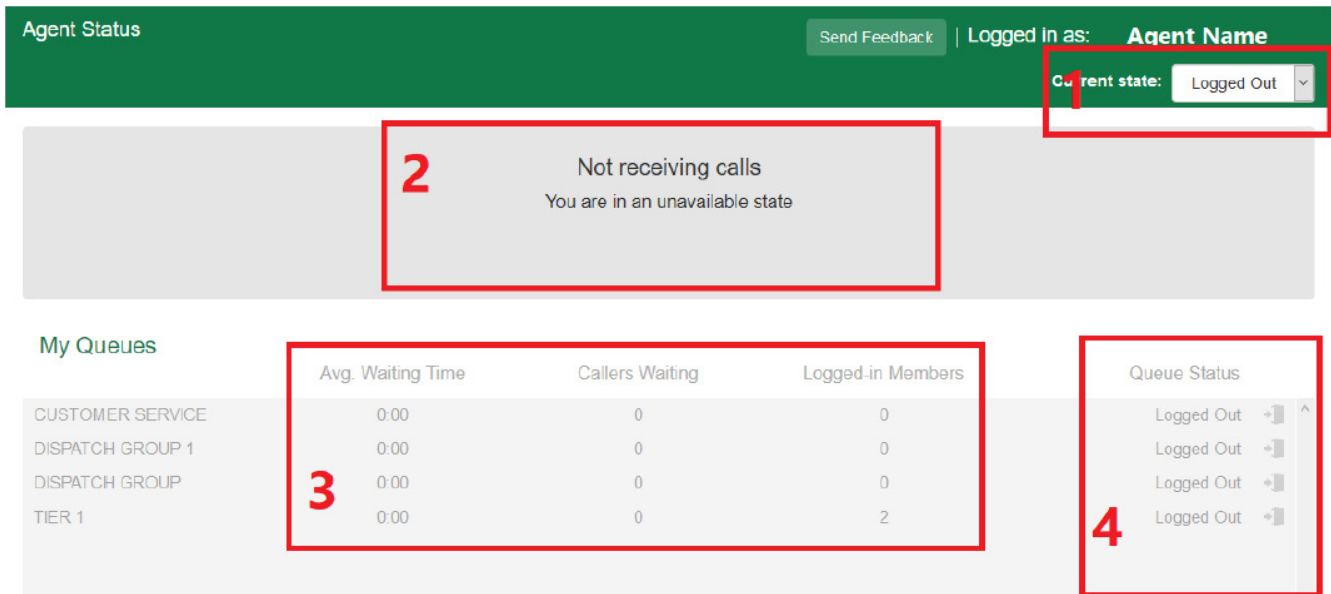 Agent Status
Send Feedback | Logged in as: Agent Name
1
Current state: Logged Out
2
Not receiving calls
You are in an unavailable state
My Queues
Avg. Waiting Time Callers Waiting Logged-in Members Queue Status
CUSTOMER SERVICE 0:00 0 0 Logged Out
DISPATCH GROUP 1 0:00 0 0 Logged Out
DISPATCH GROUP 0:00 0 0 Logged Out
3
TIER 1 0:00 0 2 Logged Out
4